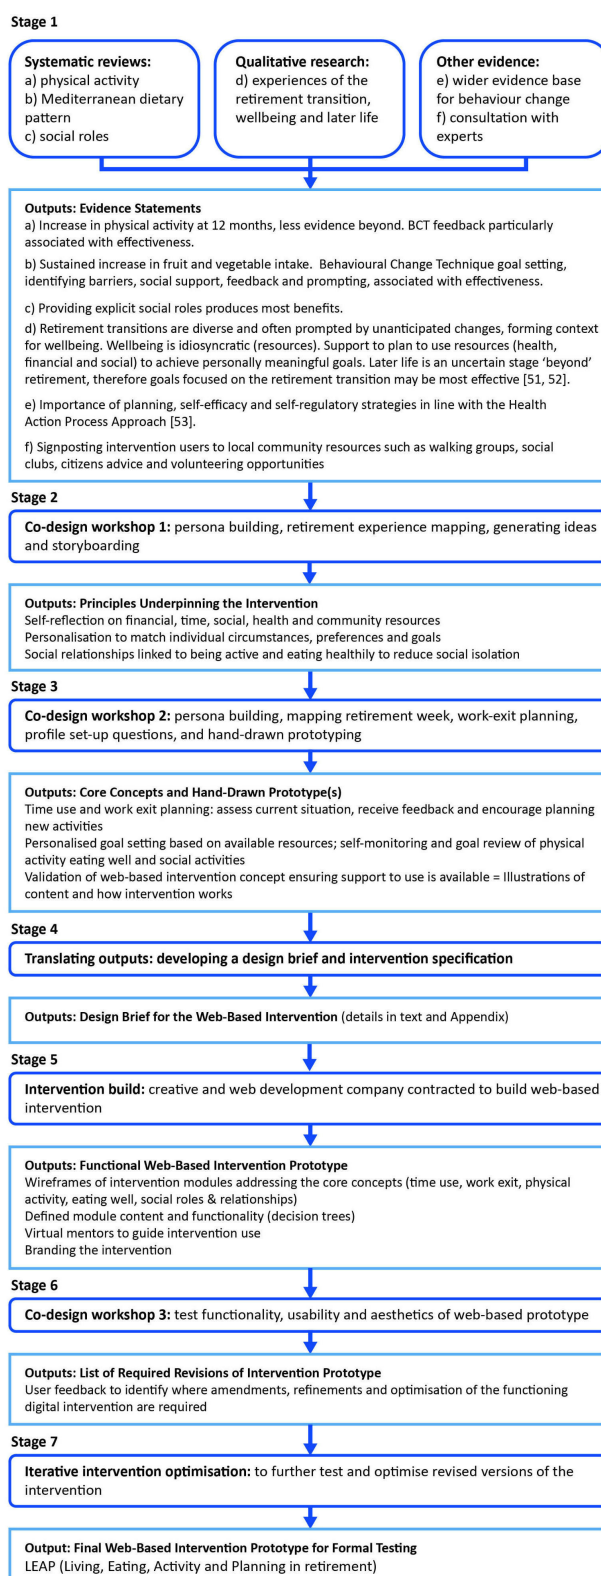 Stage 1
Systematic reviews:
a) physical activity
b) Mediterranean dietary
pattern
c) social roles
Qualitative research:
d) experiences of the
retirement transition,
wellbeing and later life
Other evidence:
e) wider evidence base
for behaviour change
f) consultation with
experts
Outputs: Evidence Statements
a) Increase in physical activity at 12 months, less evidence beyond. BCT feedback particularly
associated with effectiveness.
b) Sustained increase in fruit and vegetable intake.  Behavioural Change Technique goal setting,
identifying barriers, social support, feedback and prompting, associated with effectiveness.
c) Providing explicit social roles produces most benefits.
d) Retirement transitions are diverse and often prompted by unanticipated changes, forming context
for wellbeing. Wellbeing is idiosyncratic (resources). Support to plan to use resources (health,
financial and social) to achieve personally meaningful goals. Later life is an uncertain stage ‘beyond’
retirement, therefore goals focused on the retirement transition may be most effective [51, 52].
e) Importance of planning, self-efficacy and self-regulatory strategies in line with the Health
Action Process Approach [53].
f) Signposting intervention users to local community resources such as walking groups, social
clubs, citizens advice and volunteering opportunities
Stage 2
Co-design workshop 1: persona building, retirement experience mapping, generating ideas
and storyboarding
Outputs: Principles Underpinning the Intervention
Self-reflection on financial, time, social, health and community resources
Personalisation to match individual circumstances, preferences and goals
Social relationships linked to being active and eating healthily to reduce social isolation
Stage 3
Co-design workshop 2: persona building, mapping retirement week, work-exit planning,
profile set-up questions, and hand-drawn prototyping
Outputs: Core Concepts and Hand-Drawn Prototype(s)
Time use and work exit planning: assess current situation, receive feedback and encourage planning
new activities
Personalised goal setting based on available resources; self-monitoring and goal review of physical
activity eating well and social activities
Validation of web-based intervention concept ensuring support to use is available = Illustrations of
content and how intervention works
Stage 4
Translating outputs: developing a design brief and intervention specification
Outputs: Design Brief for the Web-Based Intervention (details in text and Appendix)
Stage 5
Intervention build: creative and web development company contracted to build web-based
intervention
Outputs: Functional Web-Based Intervention Prototype
Wireframes of intervention modules addressing the core concepts (time use, work exit, physical
activity, eating well, social roles & relationships)
Defined module content and functionality (decision trees)
Virtual mentors to guide intervention use
Branding the intervention
Stage 6
Co-design workshop 3: test functionality, usability and aesthetics of web-based prototype
Outputs: List of Required Revisions of Intervention Prototype
User feedback to identify where amendments, refinements and optimisation of the functioning
digital intervention are required
Stage 7
Iterative intervention optimisation: to further test and optimise revised versions of the
intervention
Output: Final Web-Based Intervention Prototype for Formal Testing
LEAP (Living, Eating, Activity and Planning in retirement)